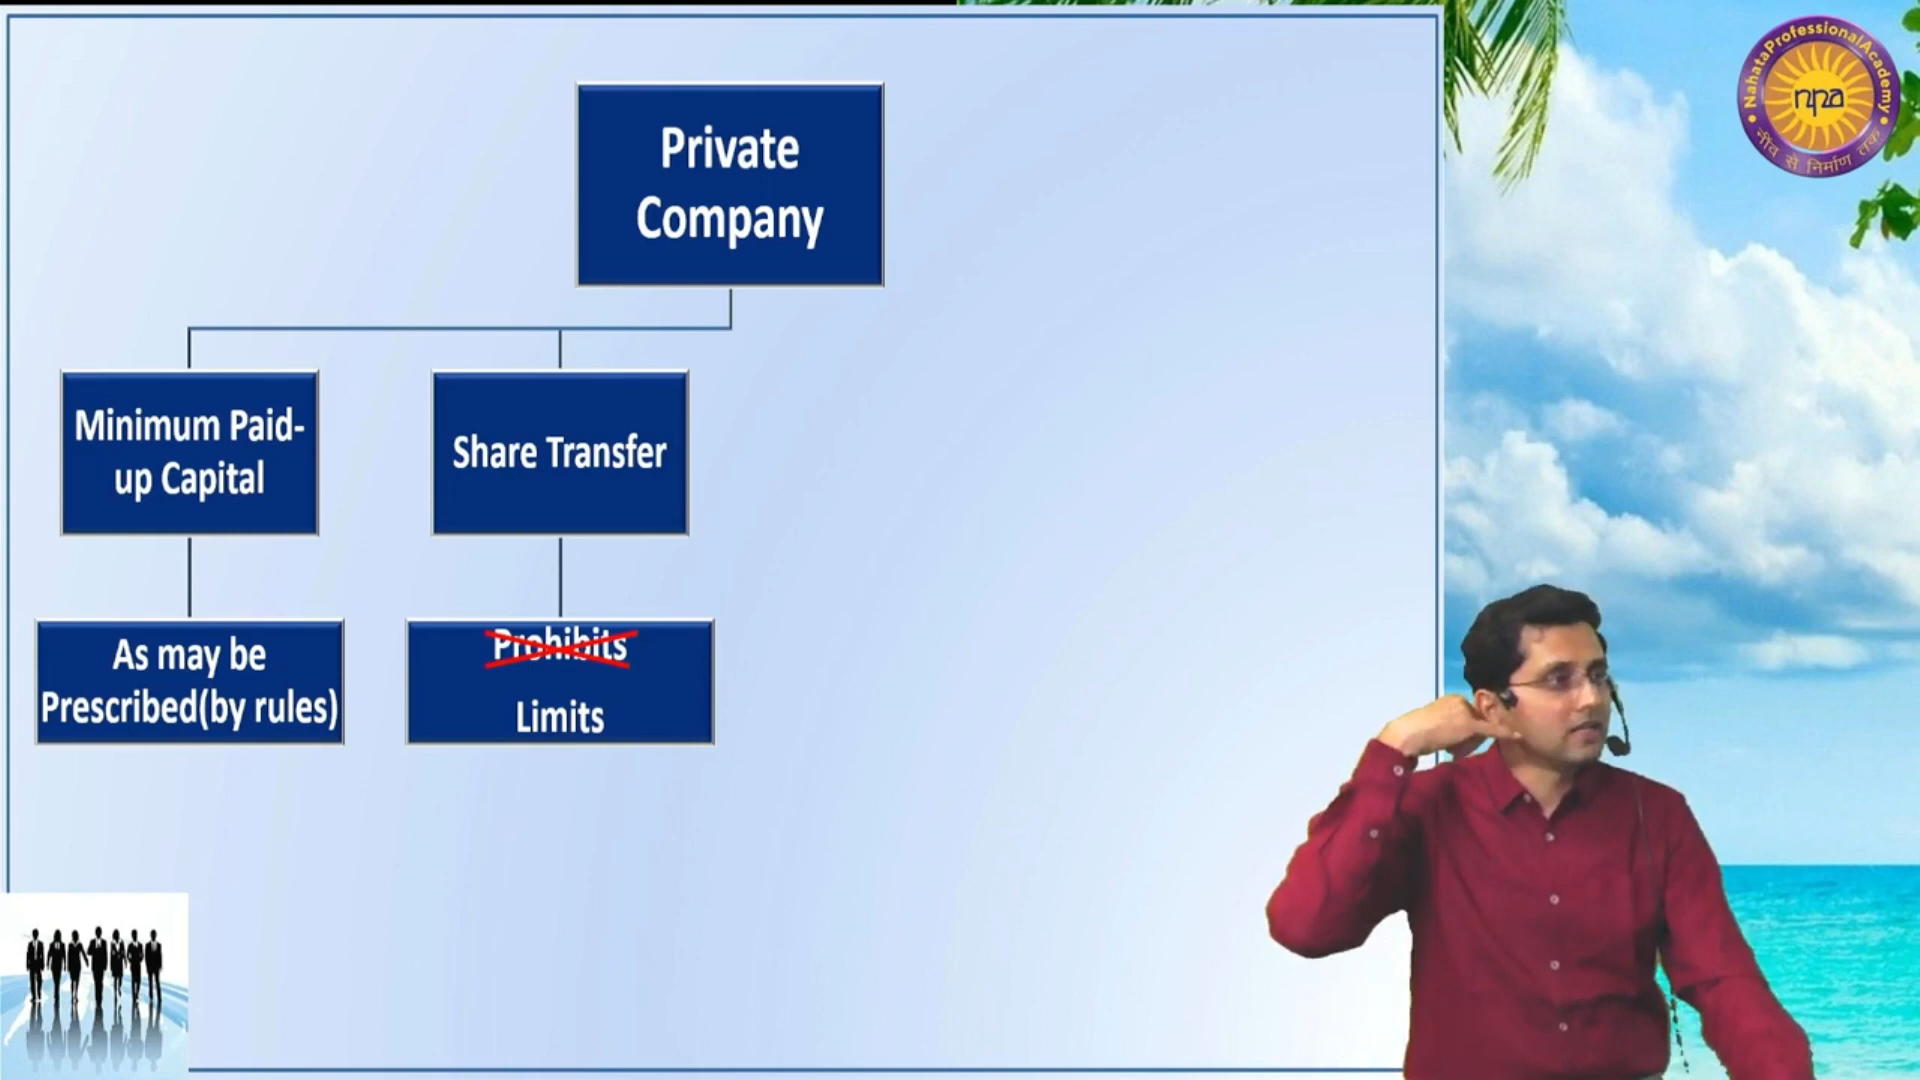 Private
Company
Minimum Paid-
up Capital
Share Transfer
As may be
Prescribed(by rules)
Prohibits
Limits
NahataProfessionalAcademy
npa
नींव से निर्माण तक